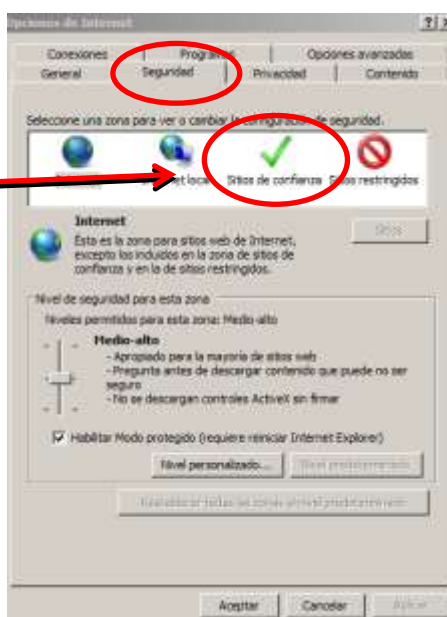 Opciones de Internet
Conexiones Programas Opciones avanzadas
General Seguridad Privacidad Contenido
Seleccione una zona para ver o cambiar la configuración de seguridad.
Sitios de confianza Sitios restringidos
Internet
Esta es la zona para sitios web de Internet,
excepto los incluidos en la zona de sitios de
confianza y en la de sitios restringidos.
Sitios
Nivel de seguridad para esta zona
Niveles permitidos para esta zona: Medio-alto
Medio-alto
- Apropiado para la mayoría de sitios web
- Pregunta antes de descargar contenido que puede no ser
seguro
- No se descargan controles ActiveX sin firmar
Habilitar Modo protegido (requiere reiniciar Internet Explorer)
Nivel personalizado... Nivel predeterminado
Restablecer todas las zonas al nivel predeterminado
Aceptar Cancelar Aplicar